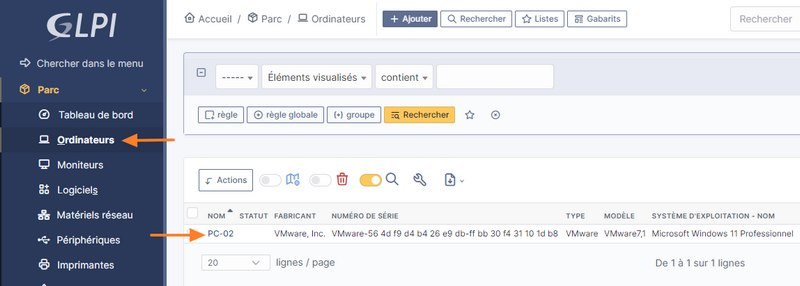 GLPI
Accueil / Parc / Ordinateurs
+ Ajouter
Rechercher
Listes
Gabarits
Rechercher
Chercher dans le menu
Parc
Tableau de bord
Ordinateurs
Moniteurs
Logiciels
Matériels réseau
Périphériques
Imprimantes
----- Éléments visualisés contient
règle règle globale (+) groupe Rechercher
Actions
NOM STATUT FABRICANT NUMÉRO DE SÉRIE TYPE MODÈLE SYSTÈME D'EXPLOITATION - NOM
PC-02 VMware, Inc. VMware-56 4d f9 d4 b4 26 e9 db-ff bb 30 f4 31 10 1d b8 VMware VMware7,1 Microsoft Windows 11 Professionnel
20 lignes / page De 1 à 1 sur 1 lignes